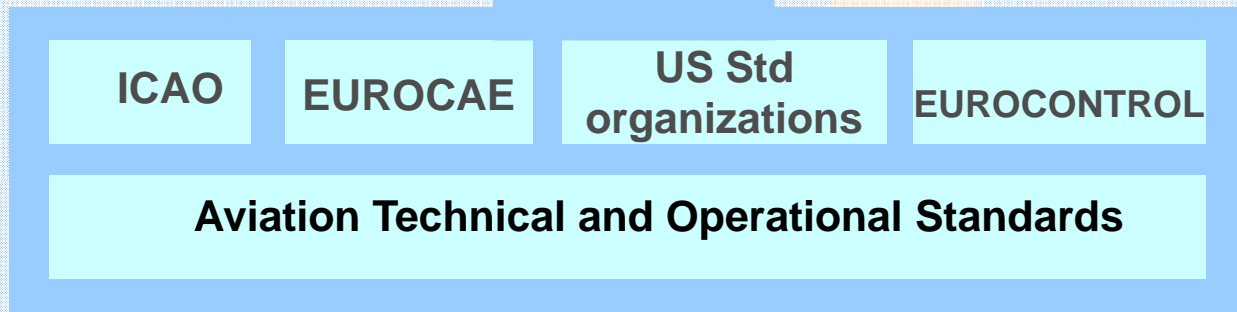 ICAO
EUROCAE
US Std
organizations
EUROCONTROL
Aviation Technical and Operational Standards